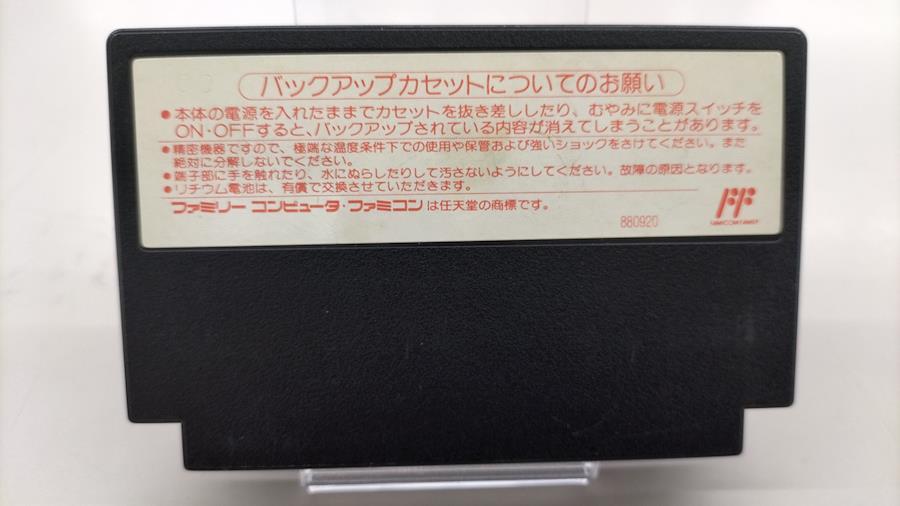 バックアップカセットについてのお願い
●本体の電源を入れたままでカセットを抜き差ししたり、むやみに電源スイッチを
ON・OFFすると、バックアップされている内容が消えてしまうことがあります。
●精密機器ですので、極端な温度条件下での使用や保管および強いショックをさけてください。また
絶対に分解しないでください。
●端子部に手を触れたり、水にぬらしたりして汚さないようにしてください。故障の原因となります。
●リチウム電池は、有償で交換させていただきます。
ファミリー コンピュータ・ファミコン は任天堂の商標です。
880920
FF
FAMICOM FAMILY